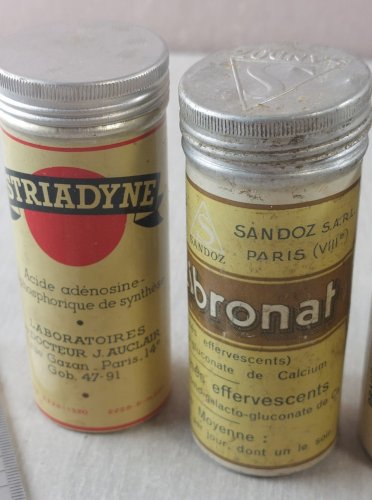 STRIADYNE
Acide adénosine-
phosphorique de synthèse
LABORATOIRES
DOCTEUR J. AUCLAIR
Gazan - Paris. 14e
Gob. 47-91
SANDOZ
S
SANDOZ
SANDOZ S.A.R.L.
PARIS (VIIIe)
bronat
effervescents)
gluconate de Calcium
effervescents
galacto-gluconate de
Moyenne :
jour, dont un le soir